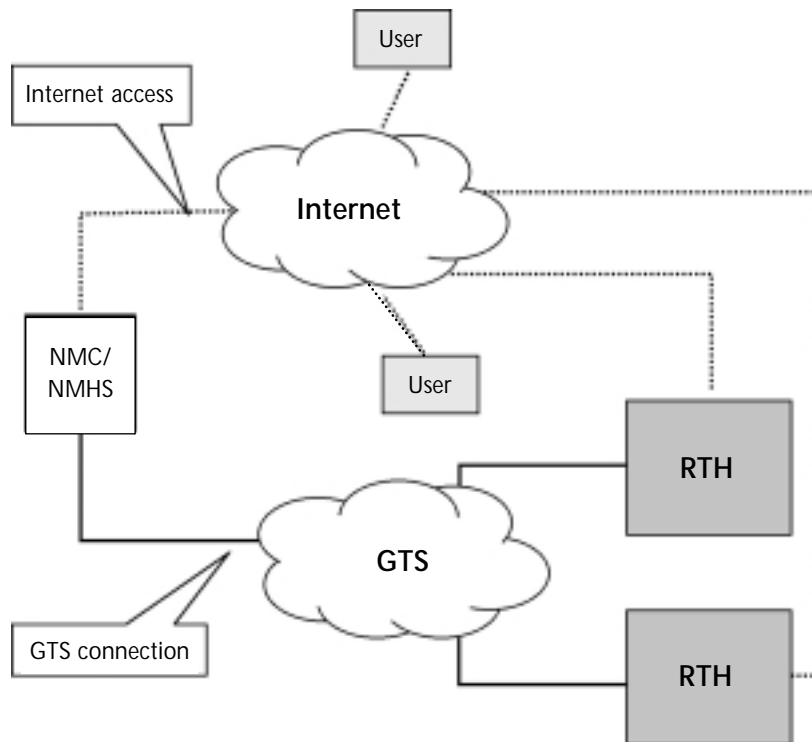 User
Internet access
Internet
NMC/
NMHS
User
RTH
GTS
GTS connection
RTH